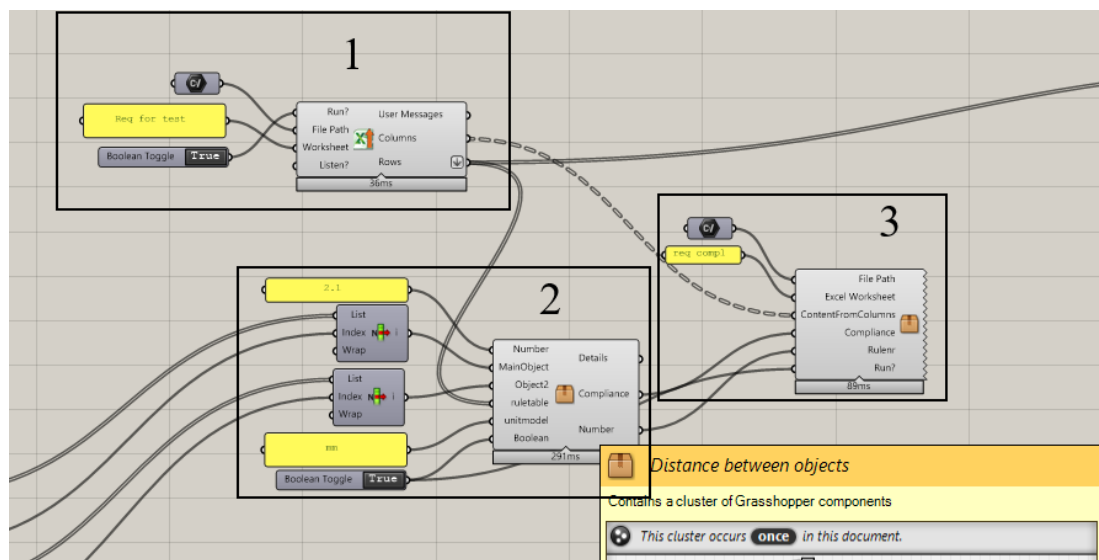 1
C/
Req for test
Boolean Toggle True
Run?
File Path
Worksheet
Listen?
User Messages
Columns
Rows
36ms
2
2.1
List
Index
Wrap
i
List
Index
Wrap
i
mm
Boolean Toggle True
Number
MainObject
Object2
ruletable
unitmodel
Boolean
Details
Compliance
Number
291ms
3
C/
req compl
File Path
Excel Worksheet
ContentFromColumns
Compliance
Rulenr
Run?
89ms
Distance between objects
Contains a cluster of Grasshopper components
This cluster occurs once in this document.